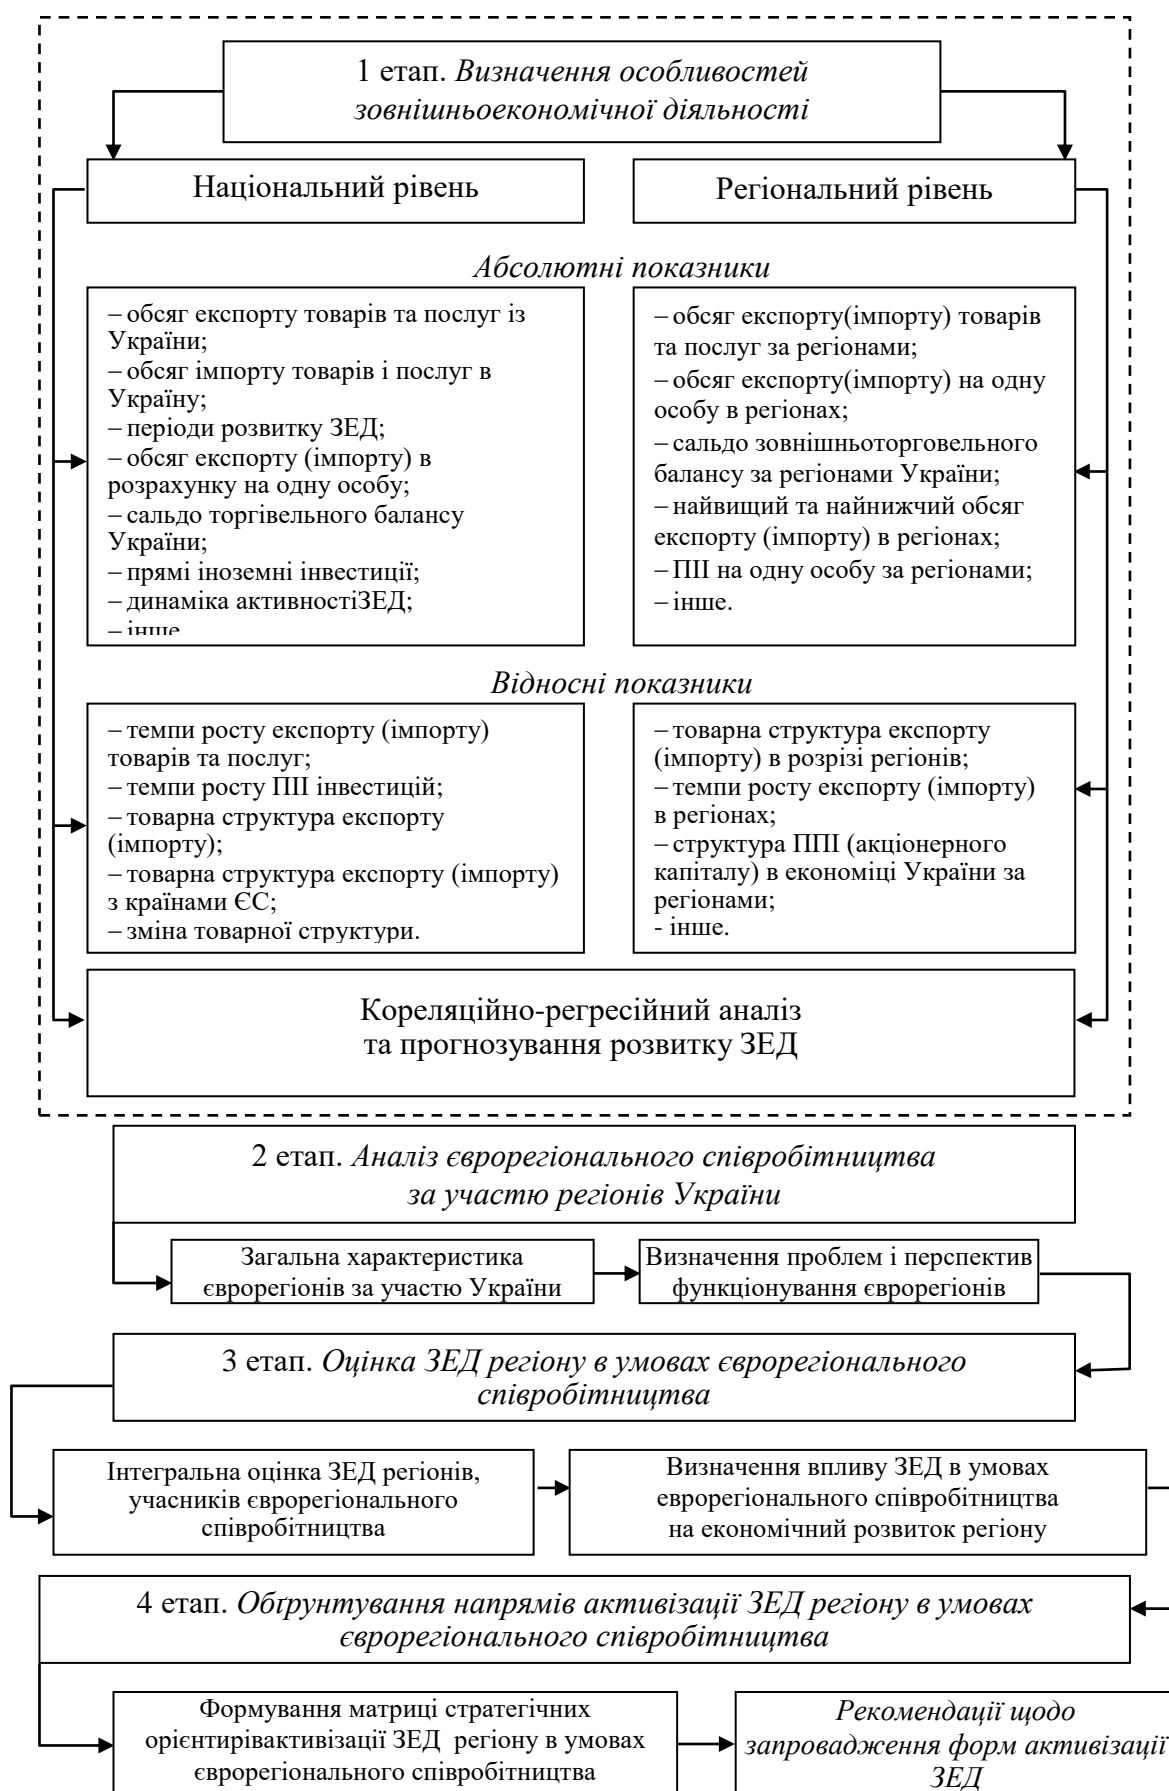 1 етап. Визначення особливостей
зовнішньоекономічної діяльності
Національний рівень
Регіональний рівень
Абсолютні показники
– обсяг експорту товарів та послуг із
України;
– обсяг імпорту товарів і послуг в
Україну;
– періоди розвитку ЗЕД;
– обсяг експорту (імпорту) в
розрахунку на одну особу;
– сальдо торгівельного балансу
України;
– прямі іноземні інвестиції;
– динаміка активностіЗЕД;
– інше
– обсяг експорту(імпорту) товарів
та послуг за регіонами;
– обсяг експорту(імпорту) на одну
особу в регіонах;
– сальдо зовнішньоторговельного
балансу за регіонами України;
– найвищий та найнижчий обсяг
експорту (імпорту) в регіонах;
– ПІІ на одну особу за регіонами;
– інше.
Відносні показники
– темпи росту експорту (імпорту)
товарів та послуг;
– темпи росту ПІІ інвестицій;
– товарна структура експорту
(імпорту);
– товарна структура експорту (імпорту)
з країнами ЄС;
– зміна товарної структури.
– товарна структура експорту
(імпорту) в розрізі регіонів;
– темпи росту експорту (імпорту)
в регіонах;
– структура ППІ (акціонерного
капіталу) в економіці України за
регіонами;
- інше.
Кореляційно-регресійний аналіз
та прогнозування розвитку ЗЕД
2 етап. Аналіз єврорегіонального співробітництва
за участю регіонів України
Загальна характеристика
єврорегіонів за участю України
Визначення проблем і перспектив
функціонування єврорегіонів
3 етап. Оцінка ЗЕД регіону в умовах єврорегіонального
співробітництва
Інтегральна оцінка ЗЕД регіонів,
учасників єврорегіонального
співробітництва
Визначення впливу ЗЕД в умовах
еврорегіонального співробітництва
на економічний розвиток регіону
4 етап. Обґрунтування напрямів активізації ЗЕД регіону в умовах
єврорегіонального співробітництва
Формування матриці стратегічних
орієнтирівактивізації ЗЕД регіону в умовах
єврорегіонального співробітництва
Рекомендації щодо
запровадження форм активізації
ЗЕД